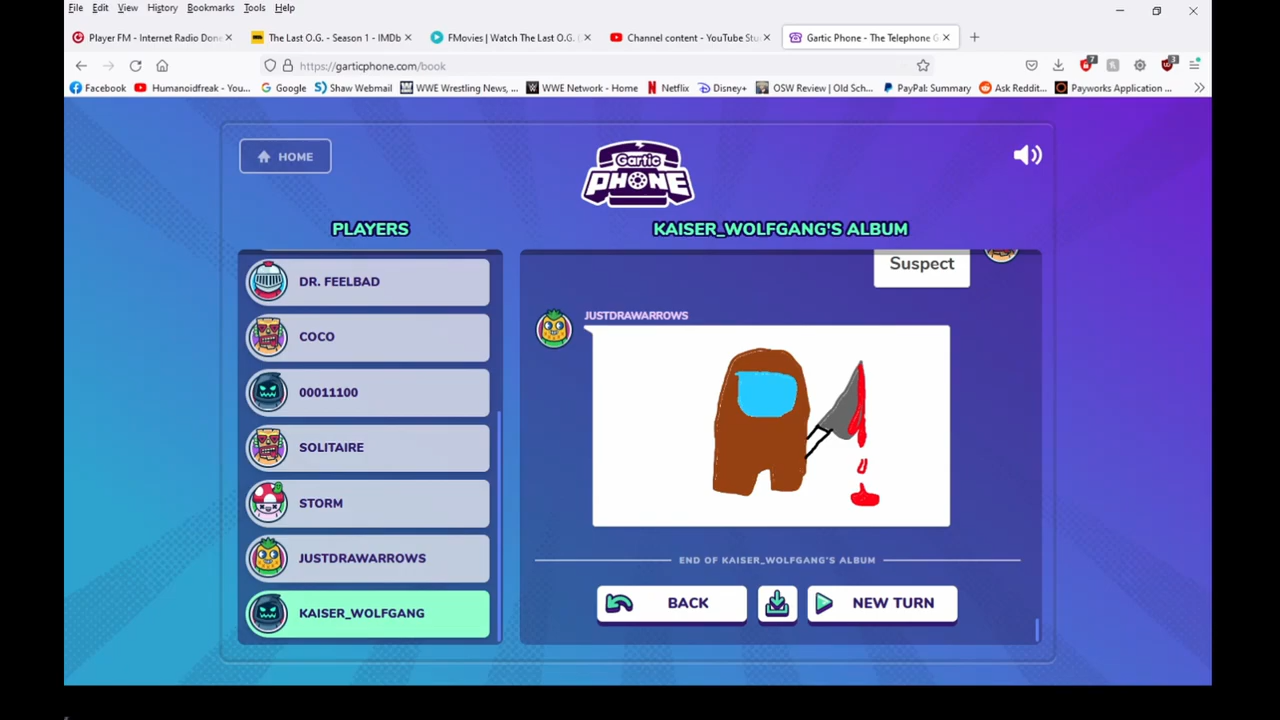 File Edit View History Bookmarks Tools Help
Player FM - Internet Radio Done
The Last O.G. - Season 1 - IMDb
FMovies | Watch The Last O.G.
Channel content - YouTube Stu
Gartic Phone - The Telephone G
https://garticphone.com/book
7
3
Facebook
Humanoidfreak - You...
Google
Shaw Webmail
WWE Wrestling News, ...
WWE Network - Home
Netflix
Disney+
OSW Review | Old Sch...
PayPal: Summary
Ask Reddit...
Payworks Application ...
HOME
Gartic
PHONE
PLAYERS
KAISER_WOLFGANG'S ALBUM
DR. FEELBAD
COCO
00011100
SOLITAIRE
STORM
JUSTDRAWARROWS
KAISER_WOLFGANG
Suspect
JUSTDRAWARROWS
END OF KAISER_WOLFGANG'S ALBUM
BACK
NEW TURN